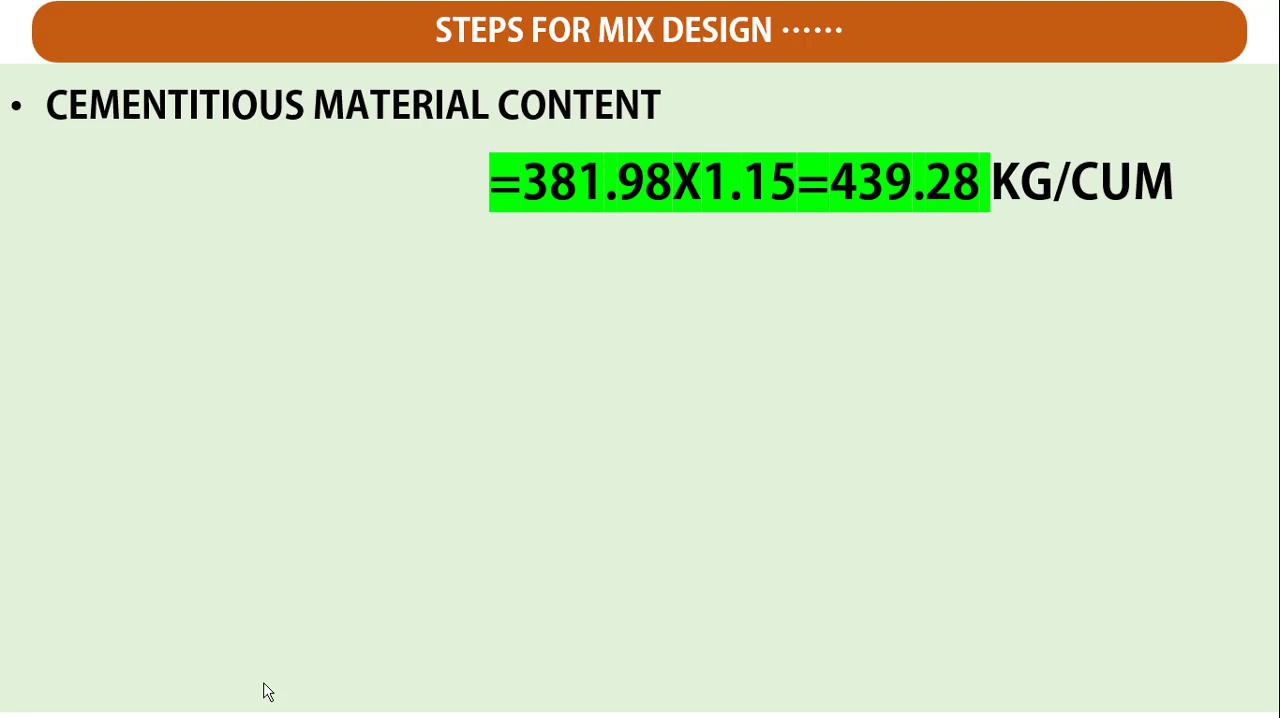 STEPS FOR MIX DESIGN ······
• CEMENTITIOUS MATERIAL CONTENT
=381.98X1.15=439.28 KG/CUM